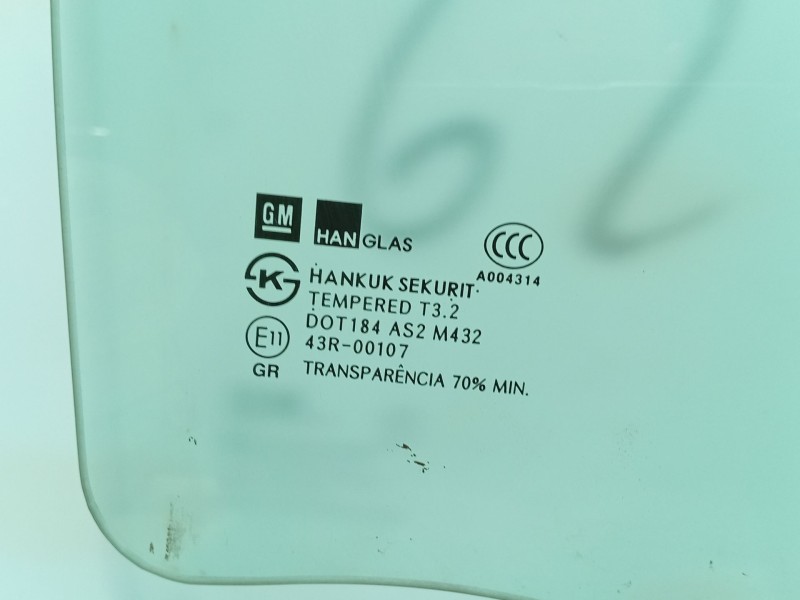 GM HANGLAS CCC
A004314
K HANKUK SEKURIT
TEMPERED T3.2
DOT184 AS2 M432
E11 43R-00107
GR TRANSPARÊNCIA 70% MIN.